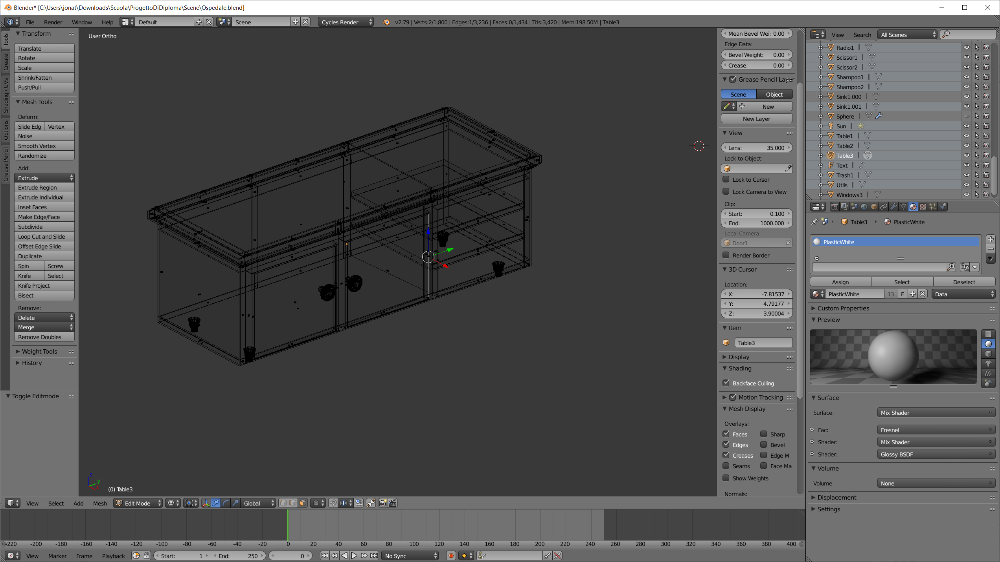 Blender* [C:\Users\jonat\Downloads\Scuola\ProgettoDiDiploma\Scene\Ospedale.blend]
File Render Window Help Default Scene Cycles Render v2.79 | Verts:2/1,800 | Edges:1/3,236 | Faces:0/1,434 | Tris:3,420 | Mem:198.50M | Table3
Tools
Create
Shading / UVs
Options
Grease Pencil
Transform
Translate
Rotate
Scale
Shrink/Fatten
Push/Pull
Mesh Tools
Deform:
Slide Edg Vertex
Noise
Smooth Vertex
Randomize
Add:
Extrude
Extrude Region
Extrude Individual
Inset Faces
Make Edge/Face
Subdivide
Loop Cut and Slide
Offset Edge Slide
Duplicate
Spin Screw
Knife Select
Knife Project
Bisect
Remove:
Delete
Merge
Remove Doubles
Weight Tools
History
Toggle Editmode
User Ortho
z
y
x
(0) Table3
Mean Bevel Wei: 0.00
Edge Data:
Bevel Weight: 0.00
Crease: 0.00
Grease Pencil Layer
Scene Object
New
New Layer
View
Lens: 35.000
Lock to Object:
Lock to Cursor
Lock Camera to View
Clip:
Start: 0.100
End: 1000.000
Local Camera:
Door1
Render Border
3D Cursor
Location:
X: -7.81537
Y: 4.79177
Z: 3.90004
Item
Table3
Display
Shading
Backface Culling
Motion Tracking
Mesh Display
Overlays:
Faces Sharp
Edges Bevel
Creases Edge M
Seams Face Ma
Show Weights
Normals:
View Search All Scenes
Radio1
Scissor1
Scissor2
Shampoo1
Shampoo2
Sink1.000
Sink1.001
Sphere
Sun
Table1
Table2
Table3
Text
Trash1
Utils
Windows3
Table3 PlasticWhite
PlasticWhite
Assign Select Deselect
PlasticWhite 13 F Data
Custom Properties
Preview
Surface
Surface: Mix Shader
Fac: Fresnel
Shader: Mix Shader
Shader: Glossy BSDF
Volume
Volume: None
Displacement
Settings
View Select Add Mesh Edit Mode Global
-220 -200 -180 -160 -140 -120 -100 -80 -60 -40 -20 0 20 40 60 80 100 120 140 160 180 200 220 240 260 280 300 320 340 360 380 400
View Marker Frame Playback Start: 1 End: 250 0 No Sync